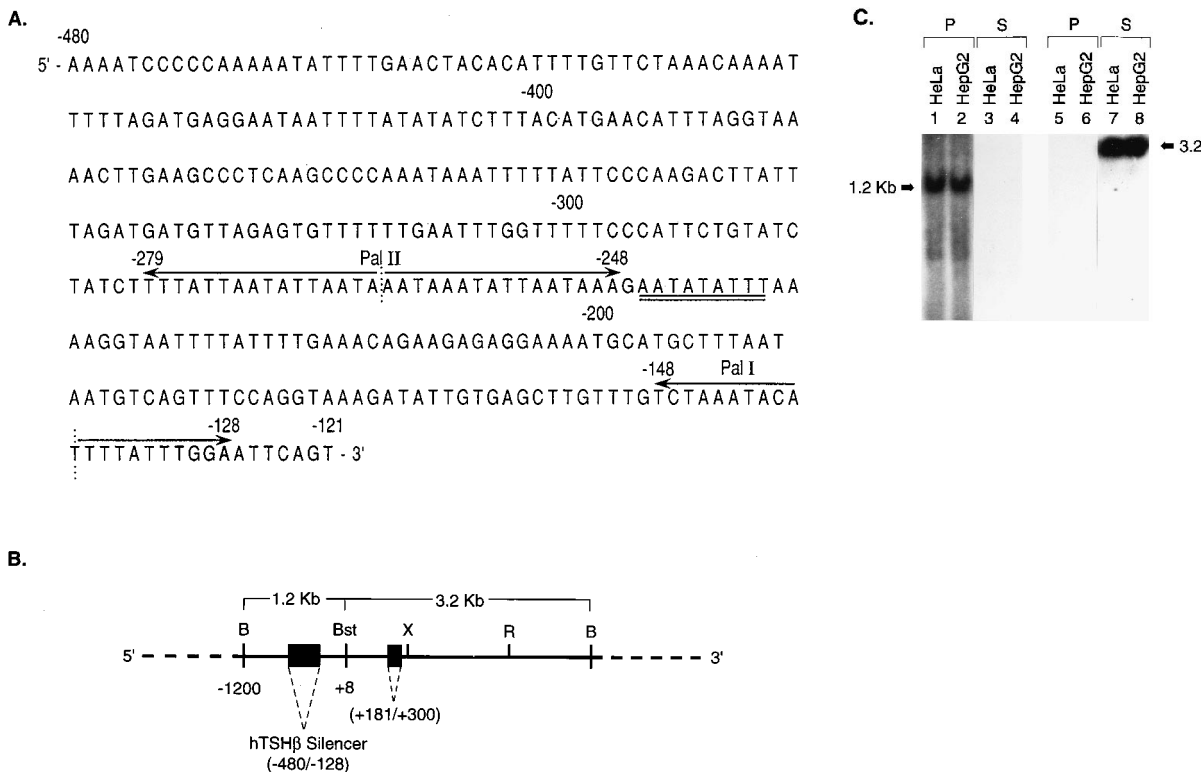 A.
-480
5' - AAAATCCCCCAAAAATATTTTGAACTACACATTTTGTTCTAAACAAAAT
-400
TTTTAGATGAGGAATAATTTTATATATCTTTACATGAACATTTAGGTAA
AACTTGAAGCCCTCAAGCCCCAAATAAATTTTTATTCCCAAGACTTATT
-300
TAGATGATGTTAGAGTGTTTTTTGAATTTGGTTTTTCCCATTCTGTATC
-279 Pal II -248
TATCTTTTATTAATATTAATAAATAAATATTAATAAAGAATATATTTAA
-200
AAGGTAATTTTATTTTGAAACAGAAGAGAGGAAAATGCATGCTTTAAT
-148 Pal I
AATGTCAGTTTCCAGGTAAAGATATTGTGAGCTTGTTTGTCTAAATACA
-128 -121
TTTTATTTGGAATTCAGT - 3'
B.
1.2 Kb 3.2 Kb
B Bst X R B
5' 3'
-1200 +8
(+181/+300)
hTSHβ Silencer
(-480/-128)
C.
P S P S
HeLa HepG2 HeLa HepG2 HeLa HepG2 HeLa HepG2
1 2 3 4 5 6 7 8
3.2
1.2 Kb